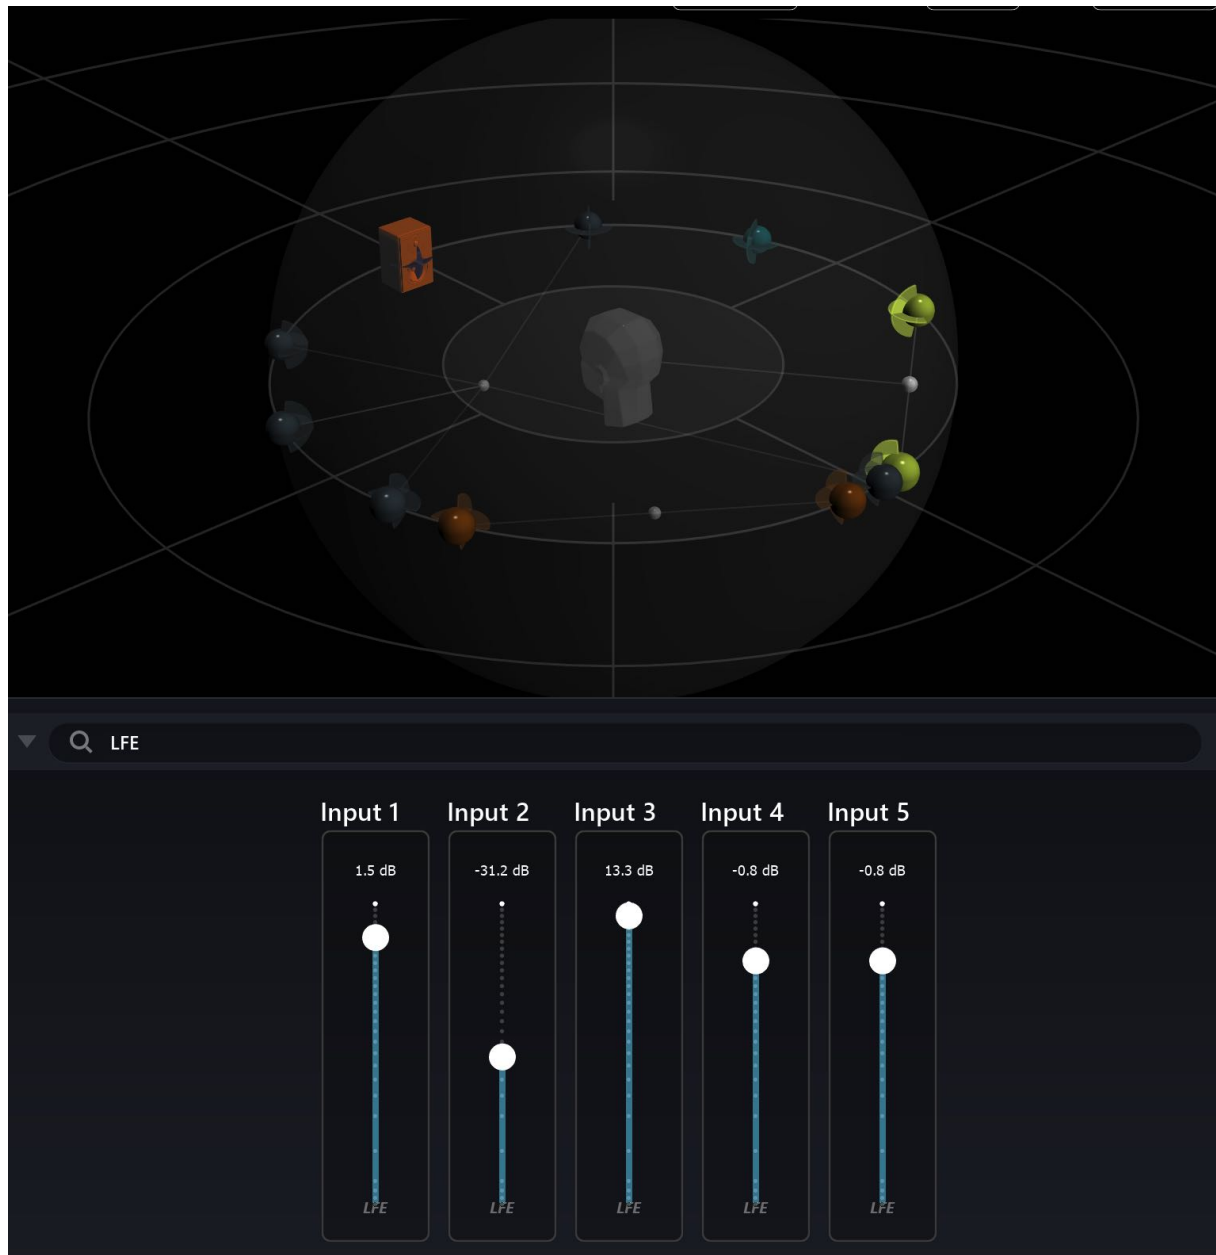 LFE
Input 1 Input 2 Input 3 Input 4 Input 5
1.5 dB -31.2 dB 13.3 dB -0.8 dB -0.8 dB
LFE LFE LFE LFE LFE